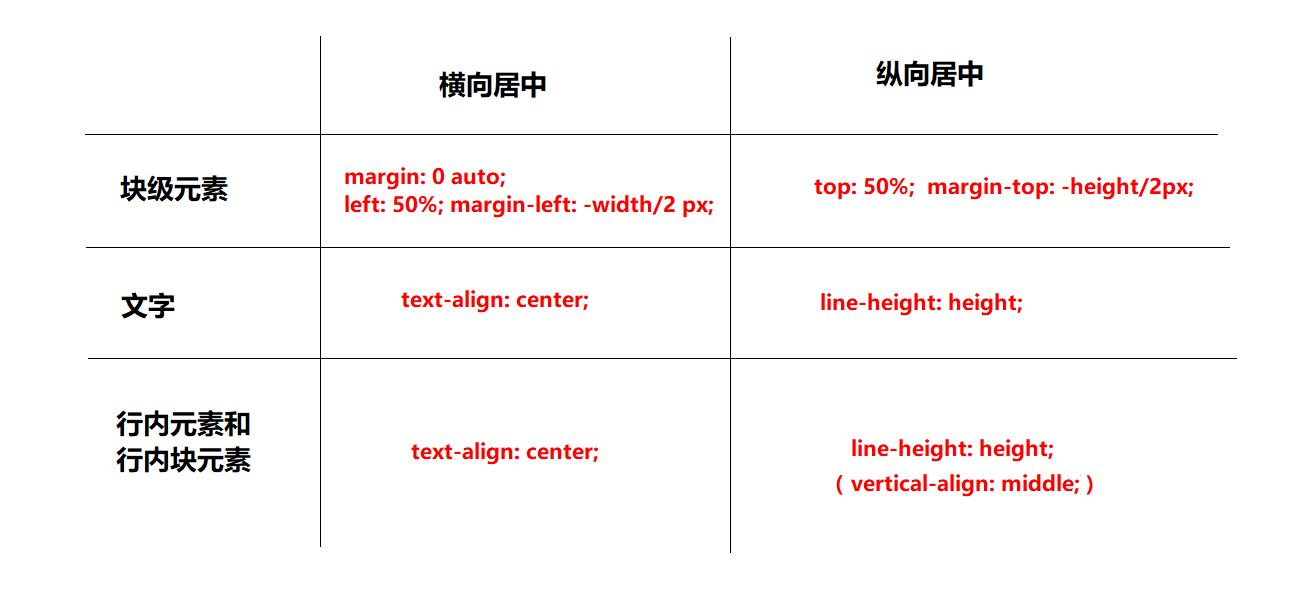 横向居中
纵向居中
块级元素
margin: 0 auto;
left: 50%; margin-left: -width/2 px;
top: 50%; margin-top: -height/2px;
文字
text-align: center;
line-height: height;
行内元素和
行内块元素
text-align: center;
line-height: height;
( vertical-align: middle; )